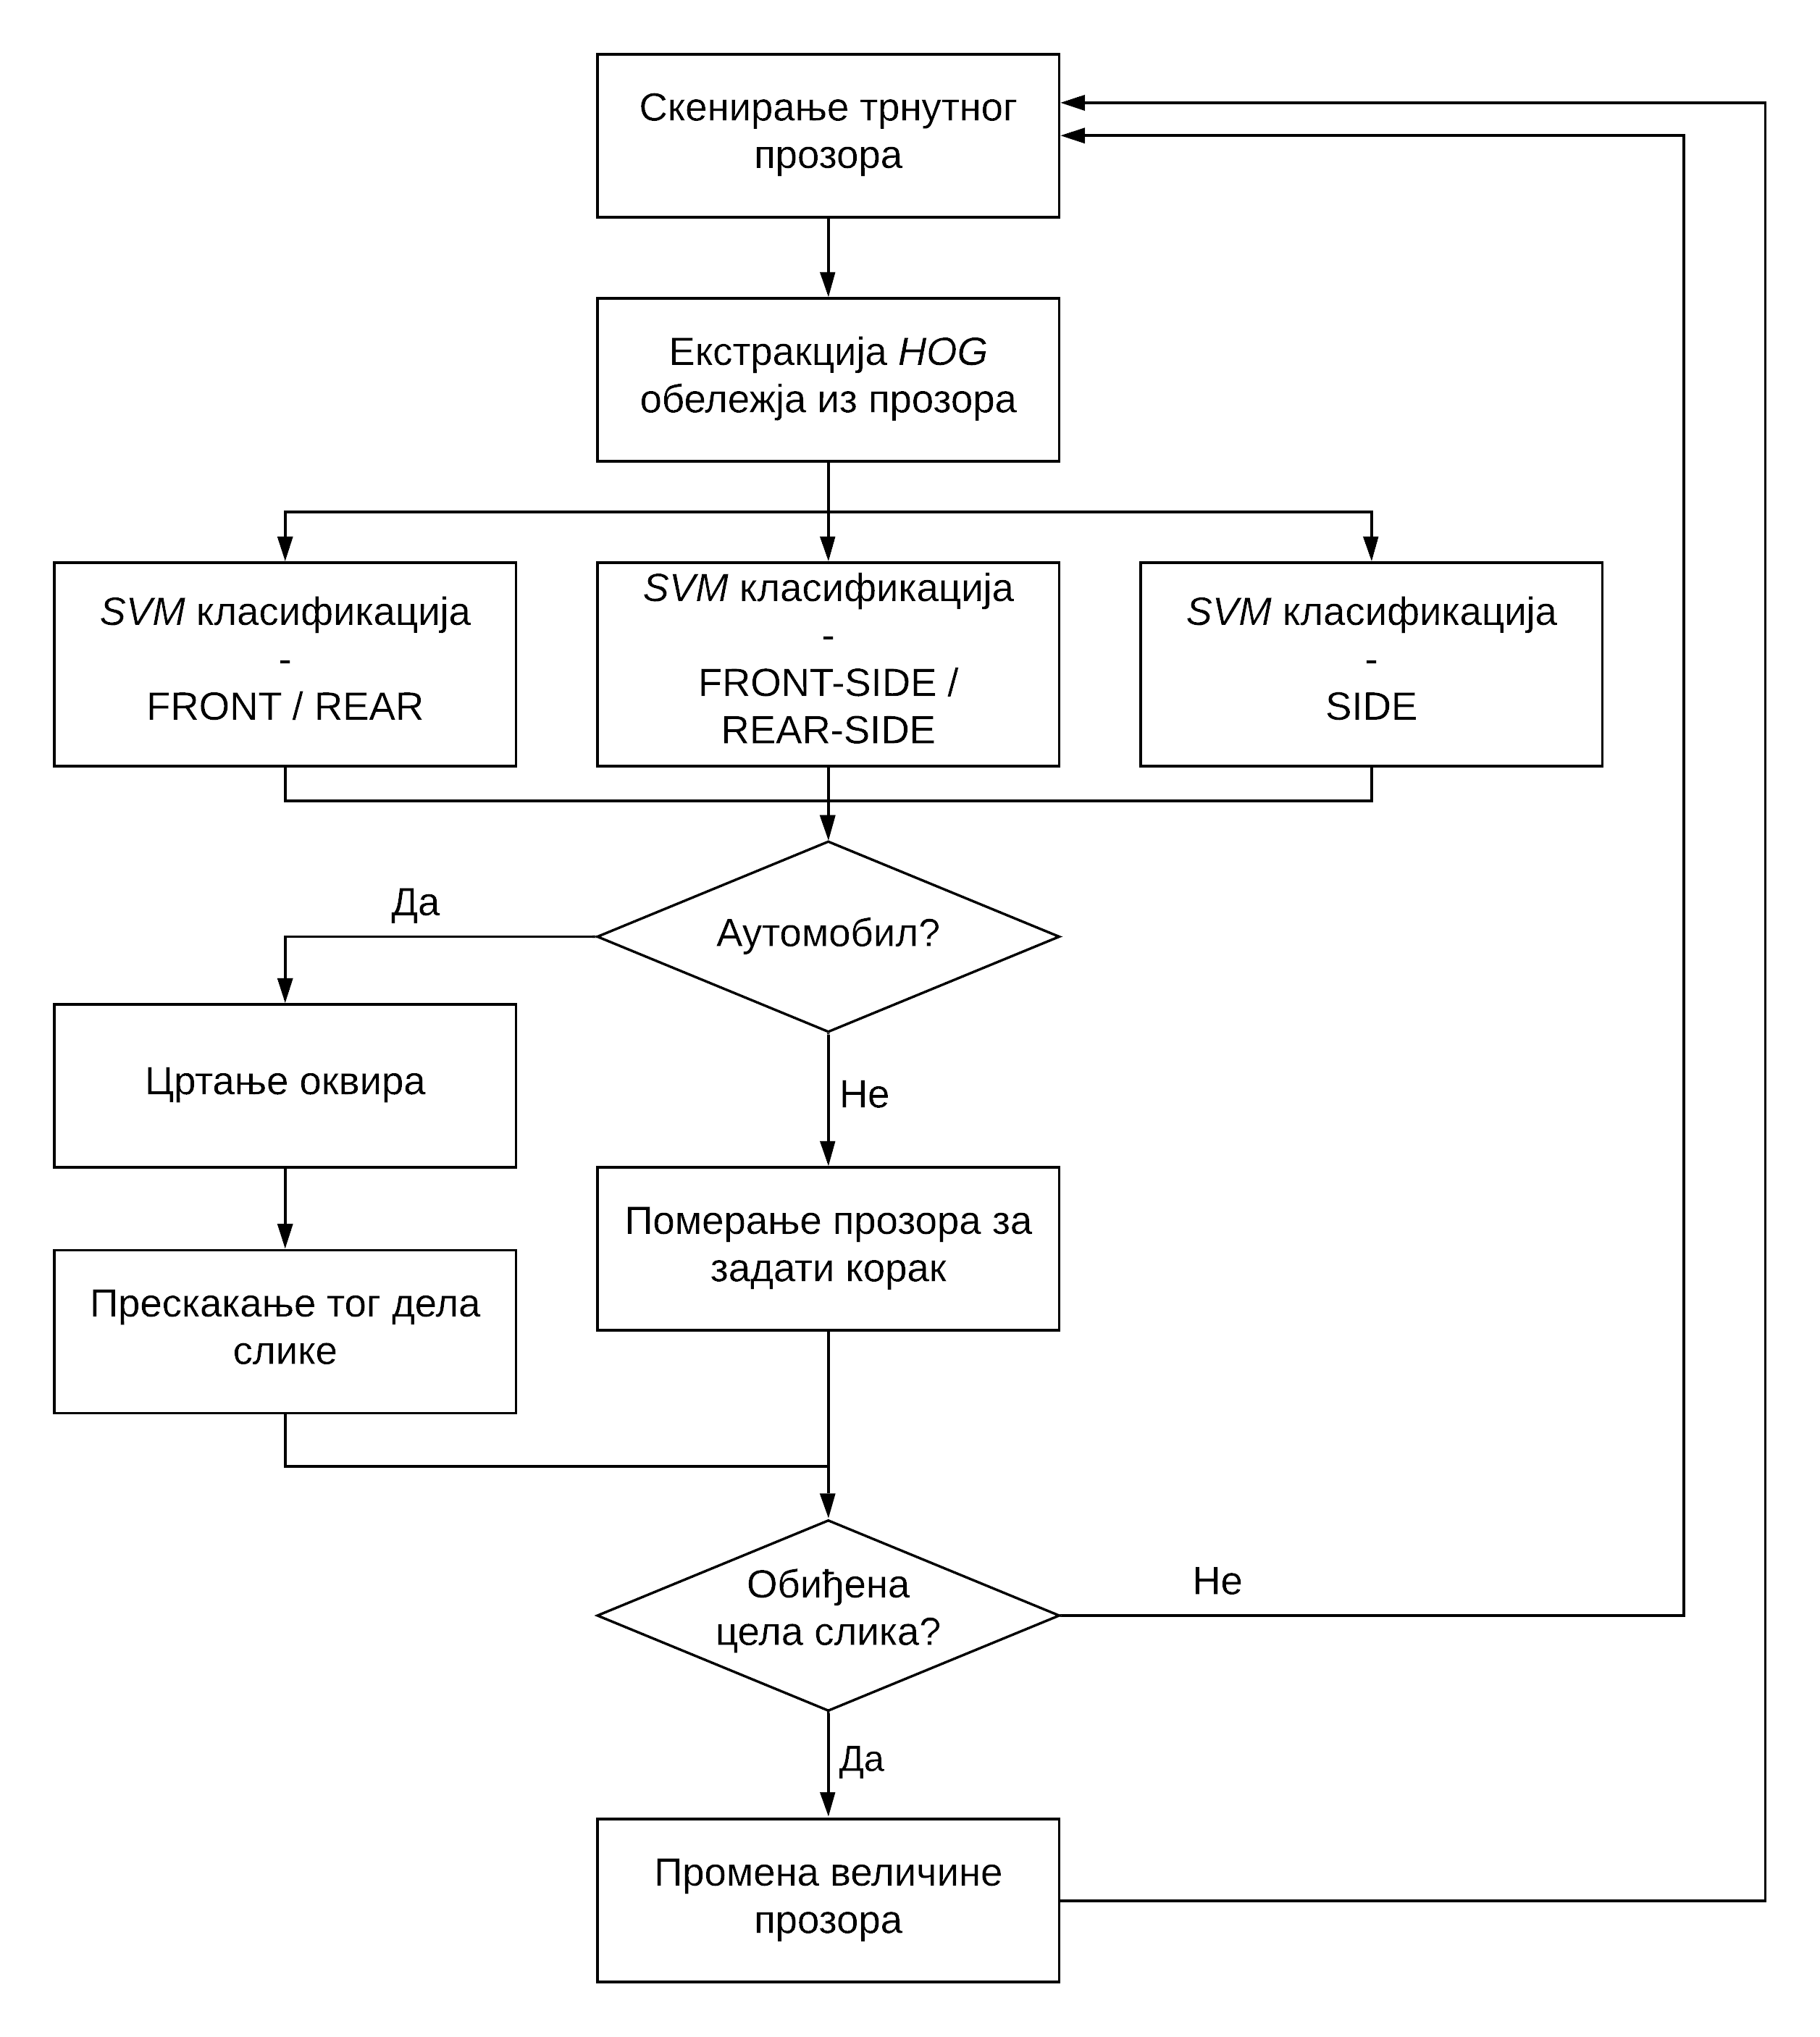 Скенирање трнутног
прозора
Екстракција HOG
обележја из прозора
SVM класификација
-
FRONT / REAR
SVM класификација
-
FRONT-SIDE /
REAR-SIDE
SVM класификација
-
SIDE
Аутомобил?
Да
Не
Цртање оквира
Прескакање тог дела
слике
Померање прозора за
задати корак
Обиђена
цела слика?
Не
Да
Промена величине
прозора